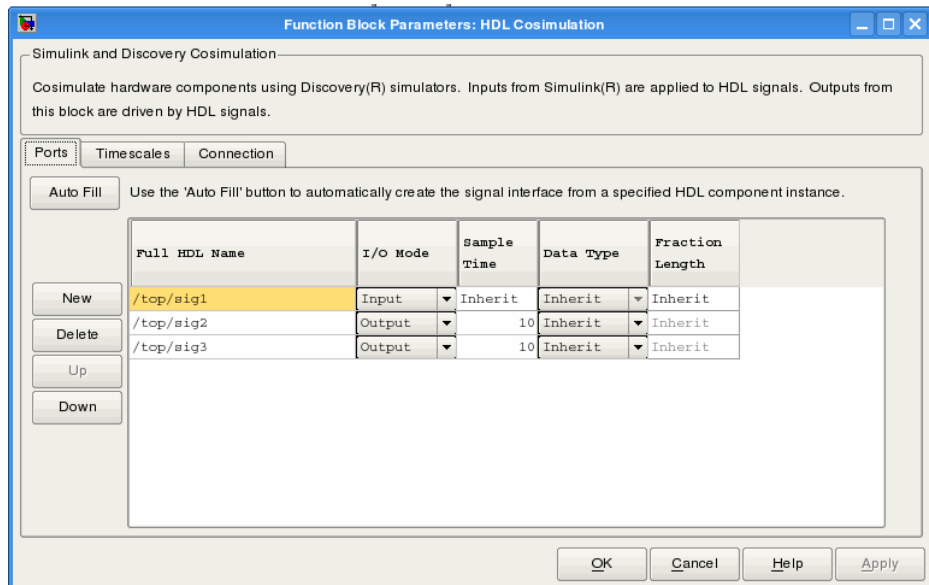 Function Block Parameters: HDL Cosimulation
Simulink and Discovery Cosimulation
Cosimulate hardware components using Discovery(R) simulators. Inputs from Simulink(R) are applied to HDL signals. Outputs from
this block are driven by HDL signals.
Ports Timescales Connection
Auto Fill Use the 'Auto Fill' button to automatically create the signal interface from a specified HDL component instance.
Full HDL Name I/O Mode Sample Time Data Type Fraction Length
New /top/sig1 Input Inherit Inherit Inherit
/top/sig2 Output 10 Inherit Inherit
Delete
/top/sig3 Output 10 Inherit Inherit
Up
Down
OK Cancel Help Apply